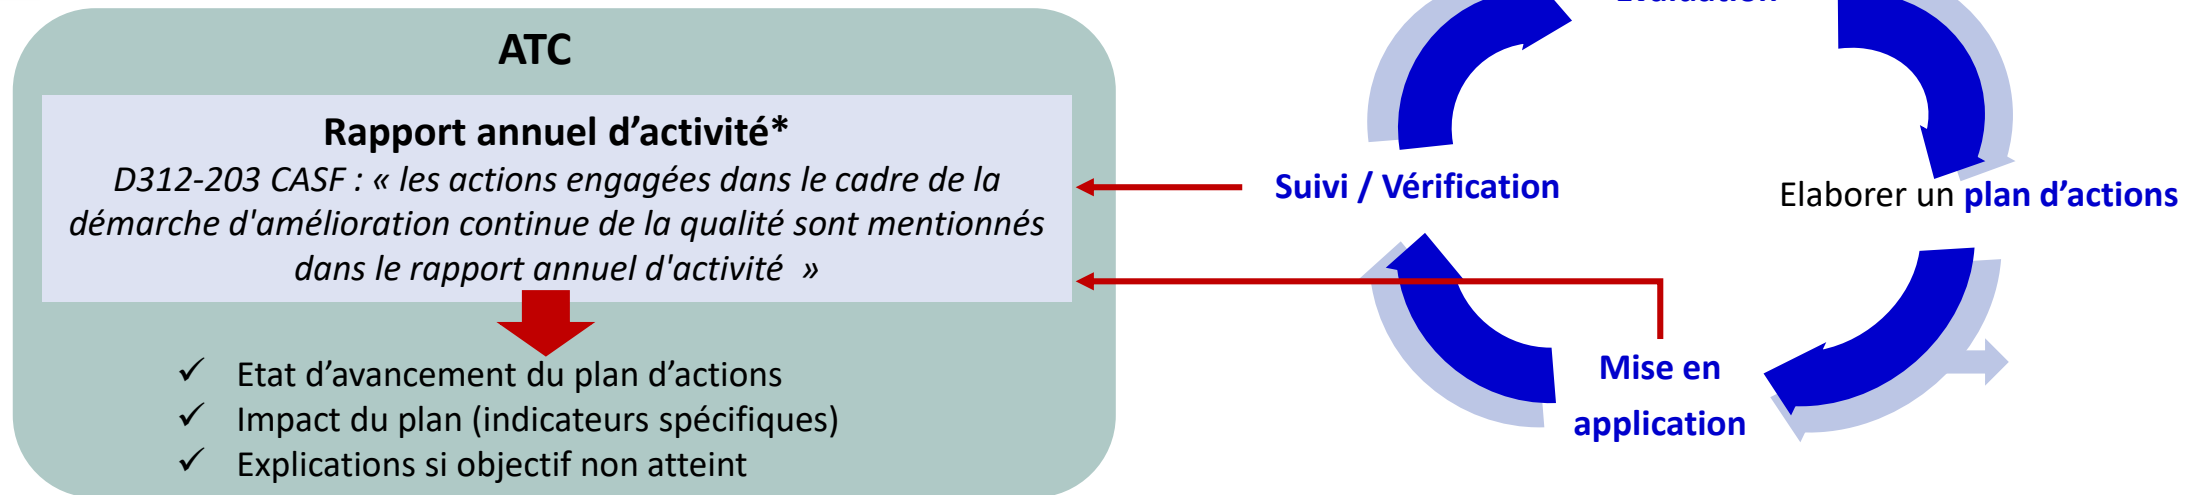 Evaluation
ATC
Rapport annuel d’activité*
D312-203 CASF : « les actions engagées dans le cadre de la
démarche d'amélioration continue de la qualité sont mentionnés
dans le rapport annuel d'activité  »
✓ Etat d’avancement du plan d’actions
✓ Impact du plan (indicateurs spécifiques)
✓ Explications si objectif non atteint
Suivi / Vérification
Elaborer un plan d’actions
Mise en
application